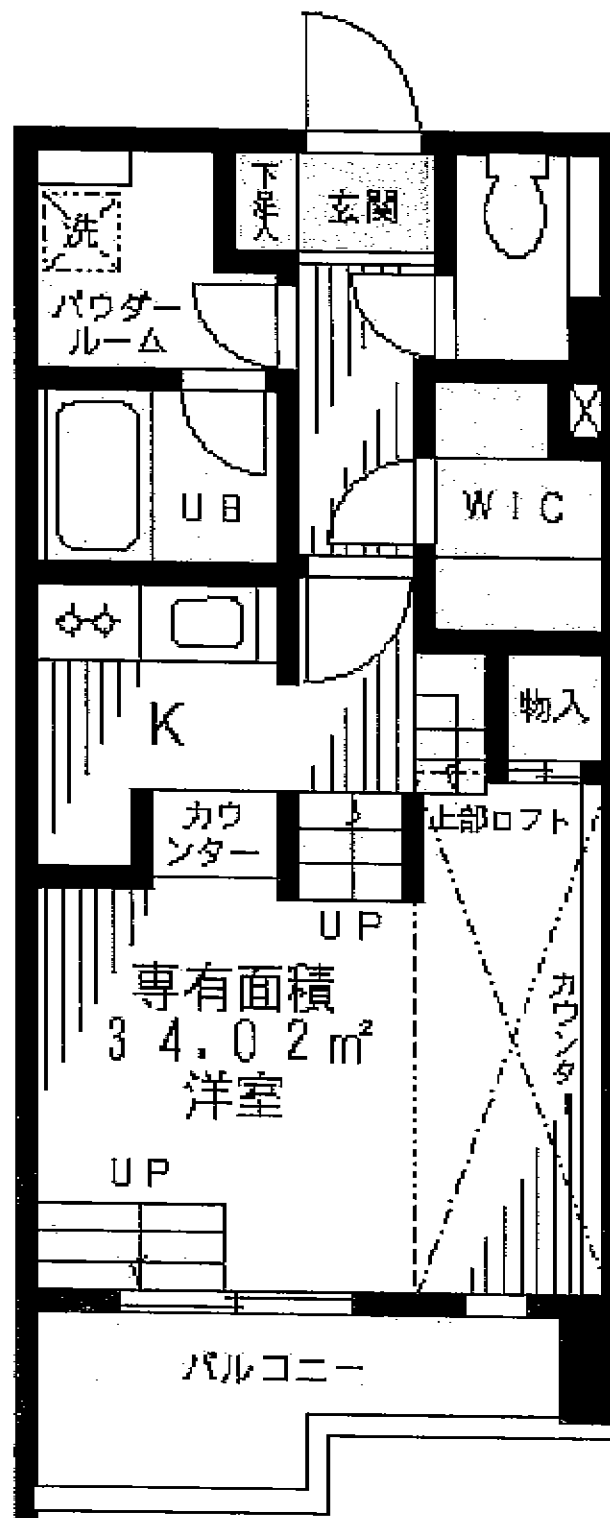 下足入
玄関
洗
パウダー
ルーム
UB
WIC
K
物入
カウ
ンター
上部ロフト
UP
カウンター
専有面積
34.02㎡
洋室
UP
バルコニー